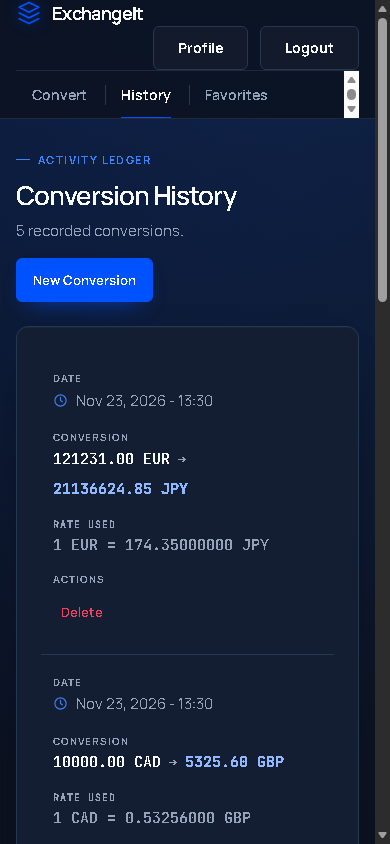 ExchangeIt
Profile Logout
Convert History Favorites
ACTIVITY LEDGER
Conversion History
5 recorded conversions.
New Conversion
DATE
Nov 23, 2026 - 13:30
CONVERSION
121231.00 EUR →
21136624.85 JPY
RATE USED
1 EUR = 174.35000000 JPY
ACTIONS
Delete
DATE
Nov 23, 2026 - 13:30
CONVERSION
10000.00 CAD → 5325.60 GBP
RATE USED
1 CAD = 0.53256000 GBP